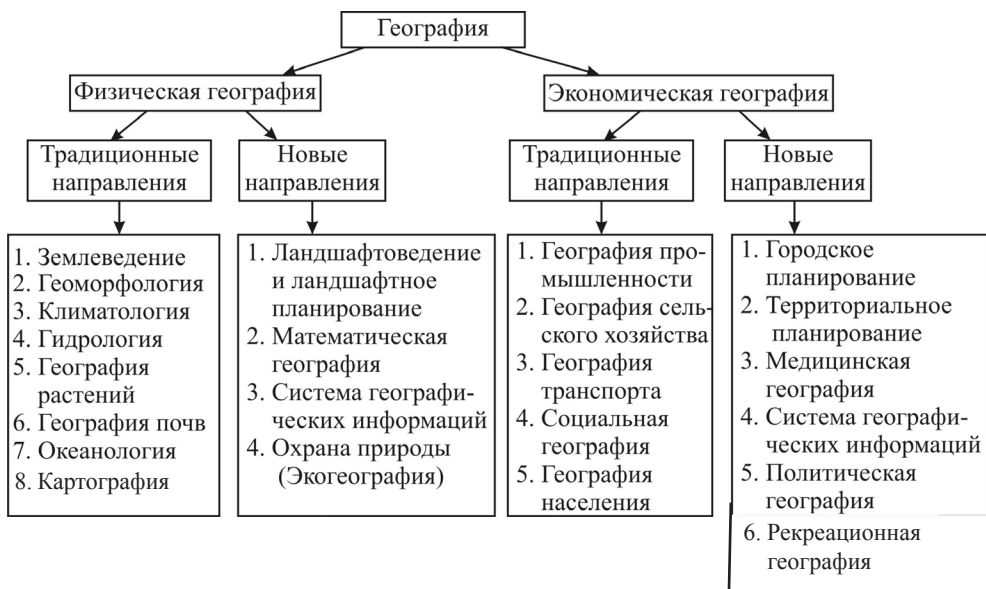 География
Физическая география
Экономическая география
Традиционные
направления
Новые
направления
Традиционные
направления
Новые
направления
1. Землеведение
2. Геоморфология
3. Климатология
4. Гидрология
5. География
растений
6. География почв
7. Океанология
8. Картография
1. Ландшафтоведение
и ландшафтное
планирование
2. Математическая
география
3. Система географи-
ческих информаций
4. Охрана природы
(Экогеография)
1. География про-
мышленности
2. География сель-
ского хозяйства
3. География
транспорта
4. Социальная
география
5. География
населения
1. Городское
планирование
2. Территориальное
планирование
3. Медицинская
география
4. Система географи-
ческих информаций
5. Политическая
география
6. Рекреационная
география